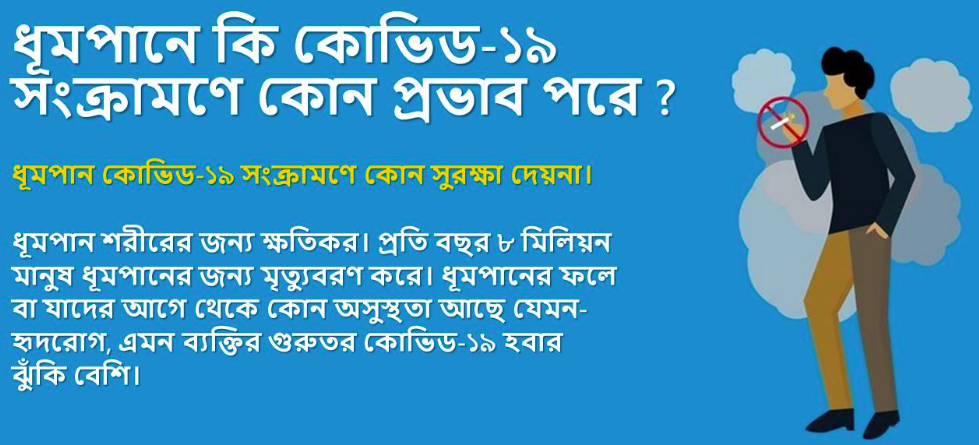 ধূমপানে কি কোভিড-১৯
সংক্রামণে কোন প্রভাব পরে ?
ধূমপান কোভিড-১৯ সংক্রামণে কোন সুরক্ষা দেয়না।
ধূমপান শরীরের জন্য ক্ষতিকর। প্রতি বছর ৮ মিলিয়ন
মানুষ ধূমপানের জন্য মৃত্যুবরণ করে। ধূমপানের ফলে
বা যাদের আগে থেকে কোন অসুস্থতা আছে যেমন-
হৃদরোগ, এমন ব্যক্তির গুরুতর কোভিড-১৯ হবার
ঝুঁকি বেশি।